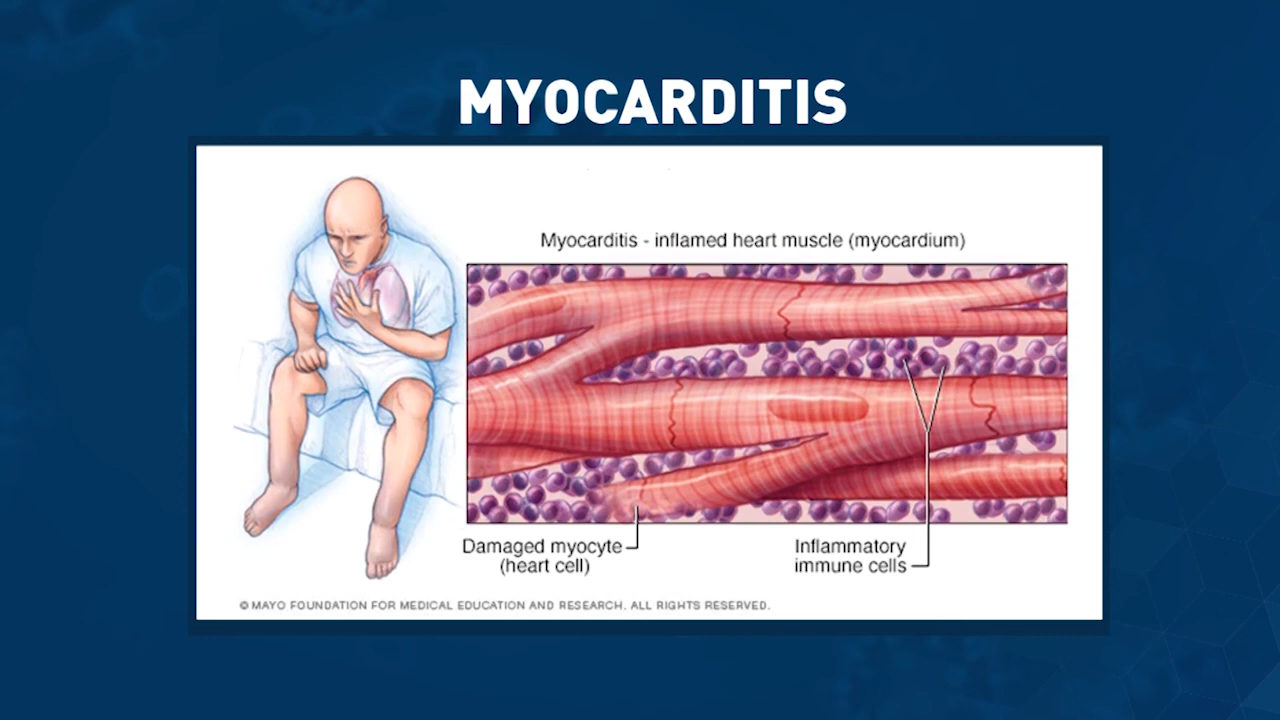 MYOCARDITIS
Myocarditis - inflamed heart muscle (myocardium)
Damaged myocyte
(heart cell)
Inflammatory
immune cells
© MAYO FOUNDATION FOR MEDICAL EDUCATION AND RESEARCH. ALL RIGHTS RESERVED.